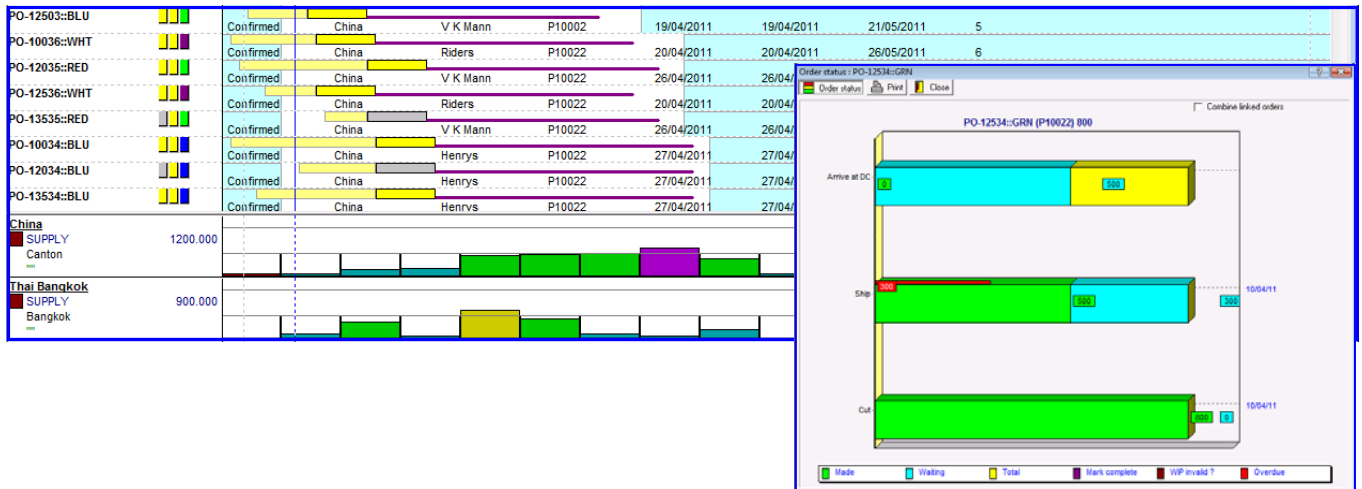 PO-12503::BLU Confirmed China V K Mann P10022 19/04/2011 19/04/2011 21/05/2011 5
PO-10036::WHT Confirmed China Riders P10002 20/04/2011 20/04/2011 26/05/2011 6
PO-12035::RED Confirmed China V K Mann P10022 26/04/2011 26/04/
PO-12536::WHT Confirmed China Riders P10022 20/04/2011 20/04/
PO-13535::RED Confirmed China V K Mann P10022 26/04/2011 26/04/
PO-10034::BLU Confirmed China Henrys P10022 27/04/2011 27/04/
PO-12034::BLU Confirmed China Henrys P10022 27/04/2011 27/04/
PO-13534::BLU Confirmed China Henrys P10022 27/04/2011 27/04/
China
SUPPLY 1200.000
Canton
Thai Bangkok
SUPPLY 900.000
Bangkok
Order status : PO-12534::GRN
Order status Print Close
Combine linked orders
PO-12534::GRN (P10022) 800
Arrive at DC 0 500
300 10/04/11
Ship 500 300
10/04/11
Cut 800 0
Made Waiting Total Mark complete WIP invalid ? Overdue